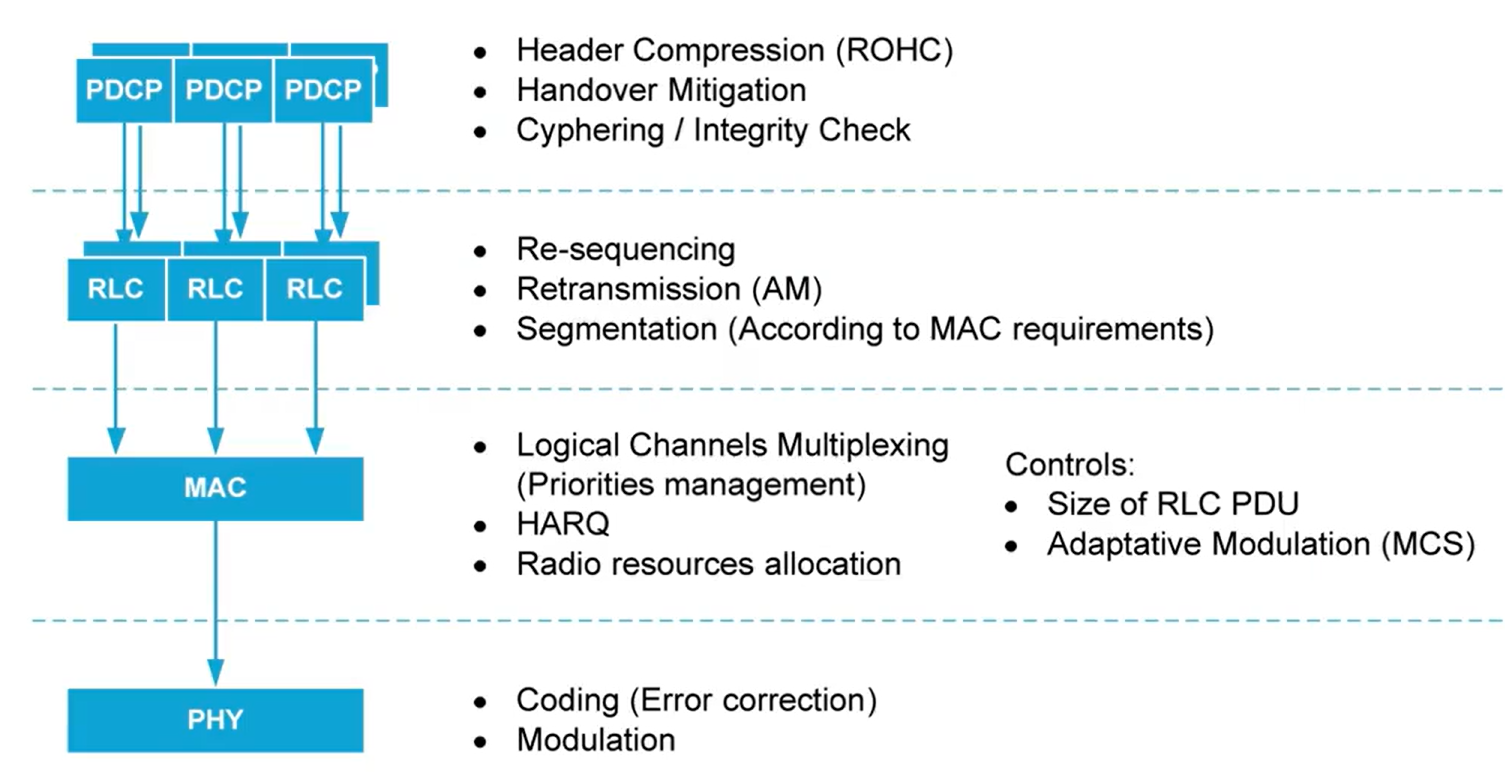 PDCP PDCP PDCP
• Header Compression (ROHC)
• Handover Mitigation
• Cyphering / Integrity Check
RLC RLC RLC
• Re-sequencing
• Retransmission (AM)
• Segmentation (According to MAC requirements)
MAC
• Logical Channels Multiplexing
(Priorities management)
• HARQ
• Radio resources allocation
Controls:
• Size of RLC PDU
• Adaptative Modulation (MCS)
PHY
• Coding (Error correction)
• Modulation